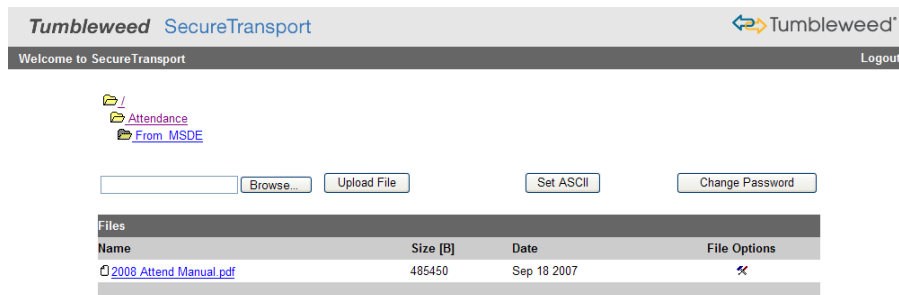 Tumbleweed SecureTransport Tumbleweed®
Welcome to SecureTransport Logout
/
Attendance
From_MSDE
Browse... Upload File Set ASCII Change Password
Files
Name Size [B] Date File Options
2008 Attend Manual.pdf 485450 Sep 18 2007